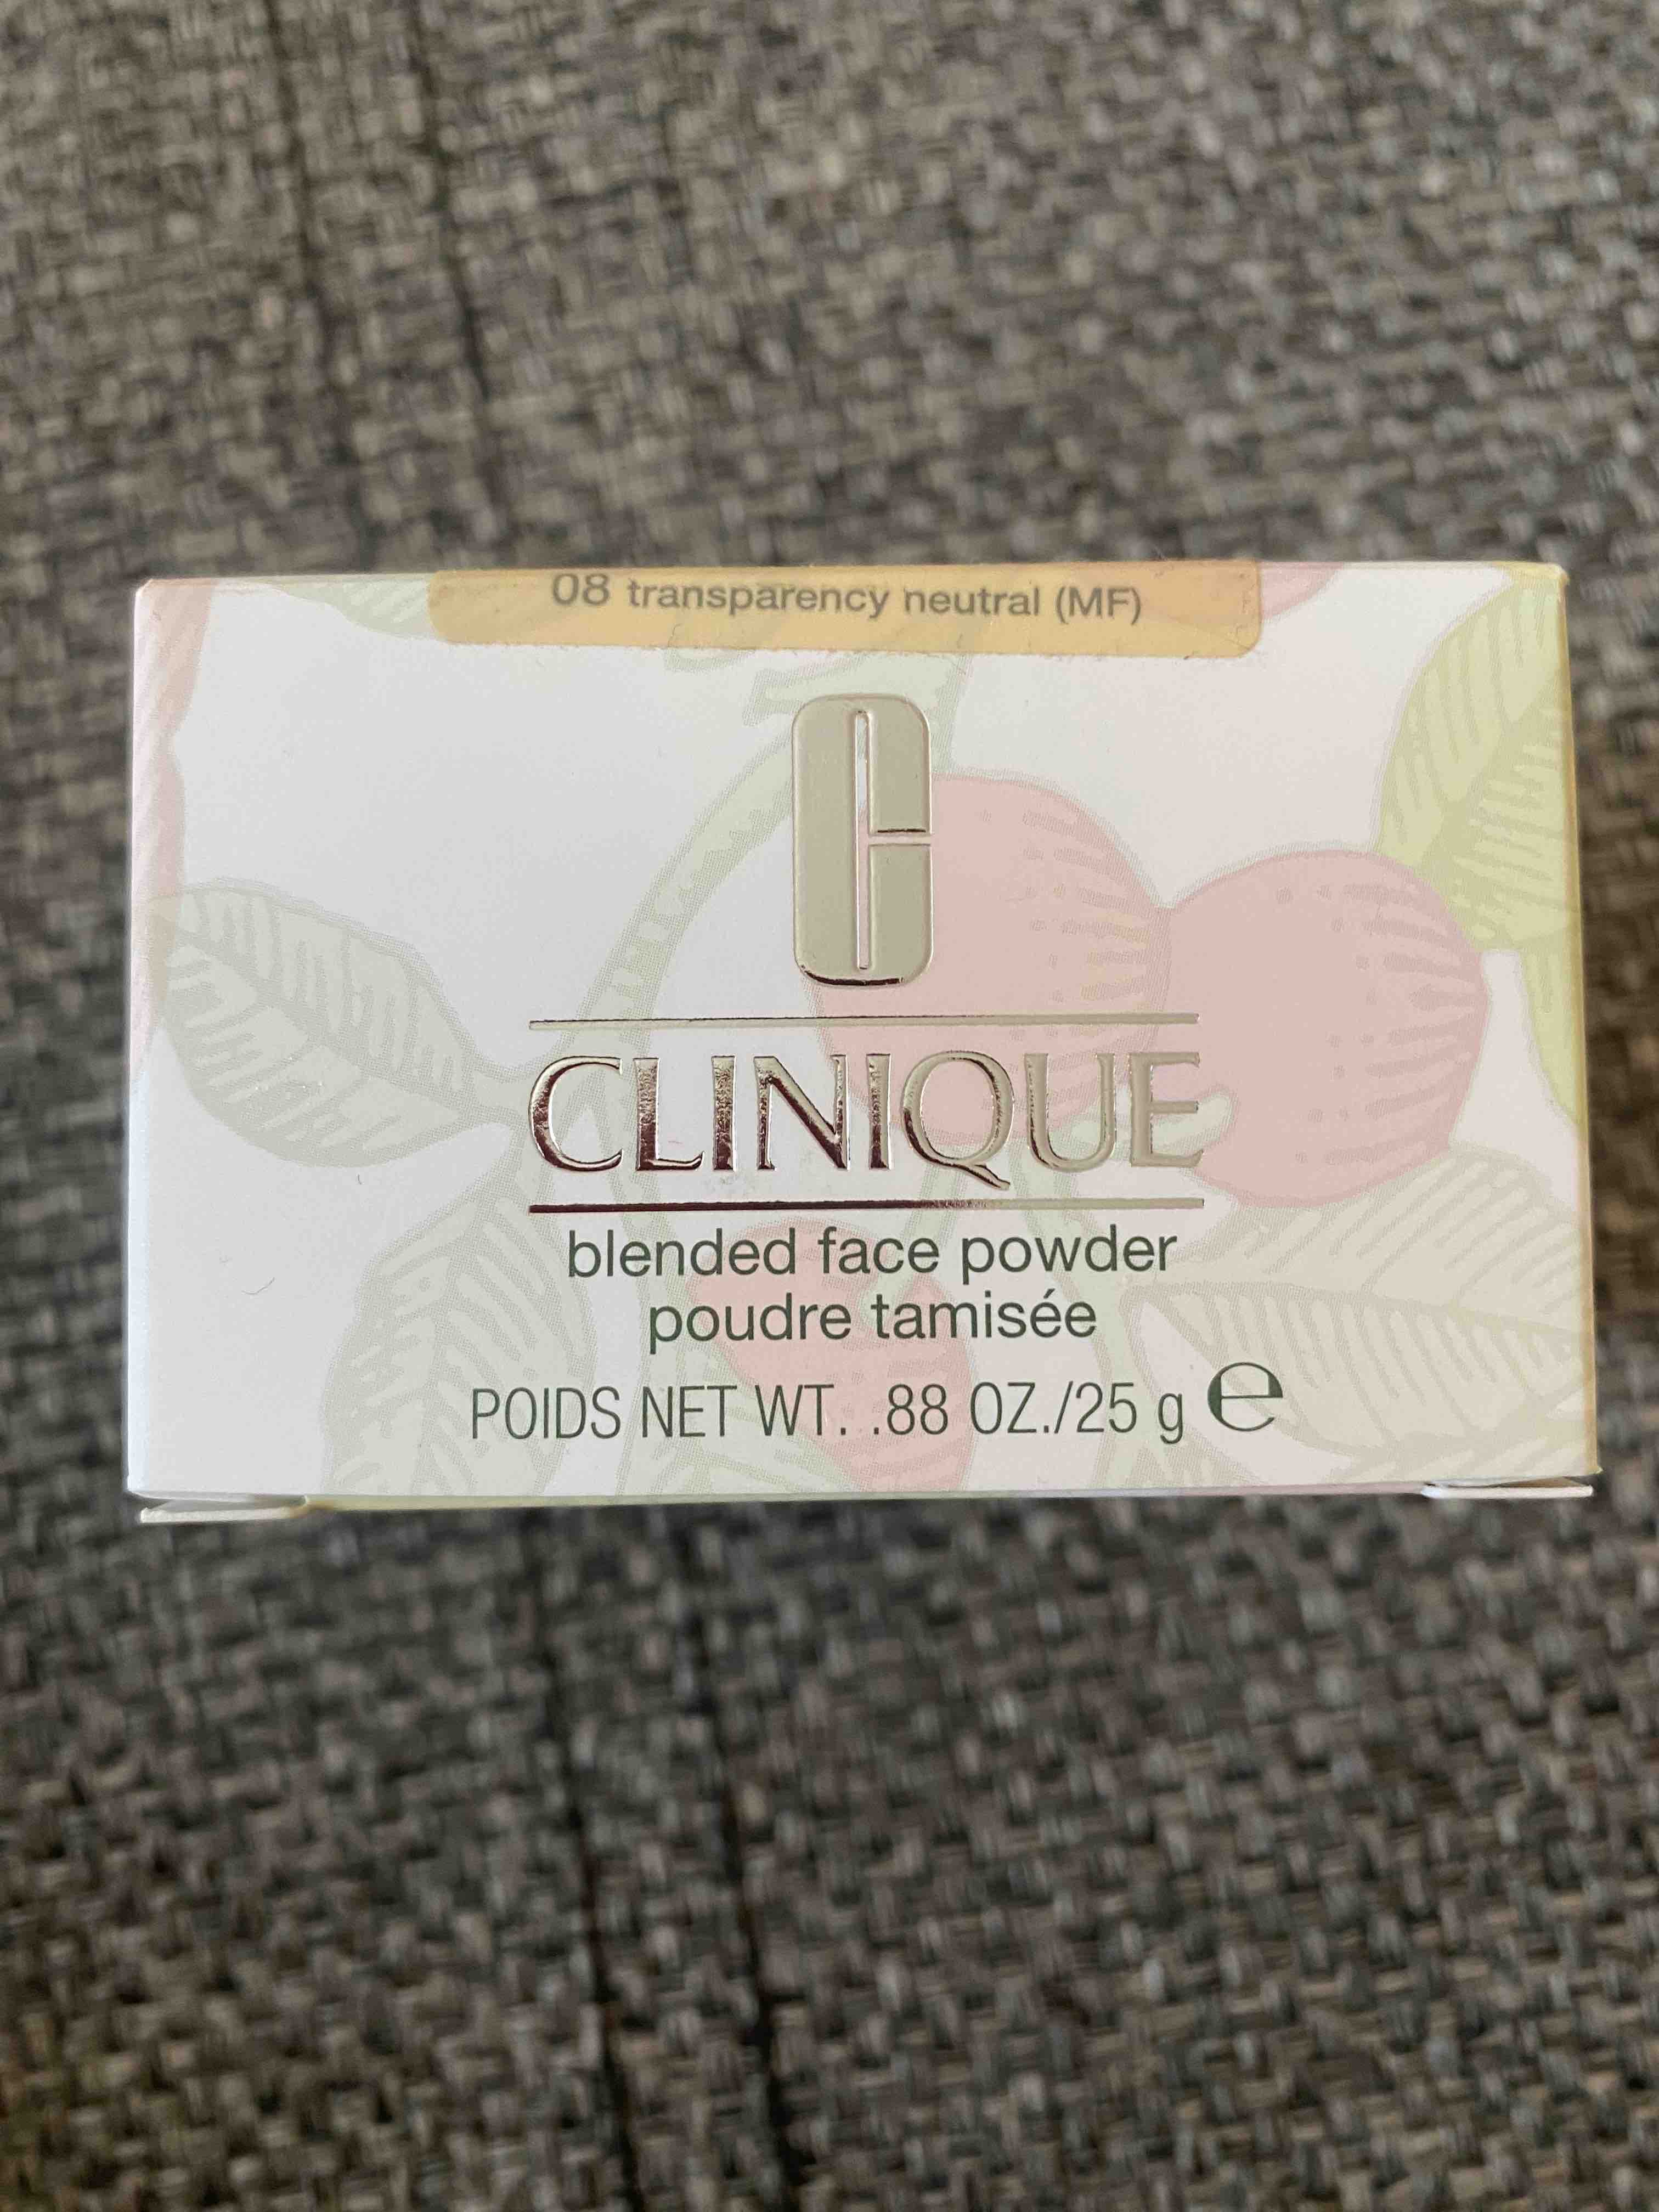 08 transparency neutral (MF)
C
CLINIQUE
blended face powder
poudre tamisée
POIDS NET WT. .88 OZ./25 g ℮